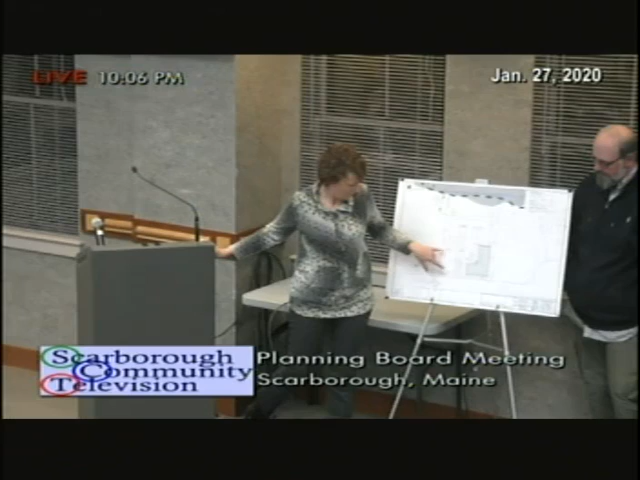 LIVE 10:06 PM
Jan. 27, 2020
Scarborough
Community
Television
Planning Board Meeting
Scarborough, Maine